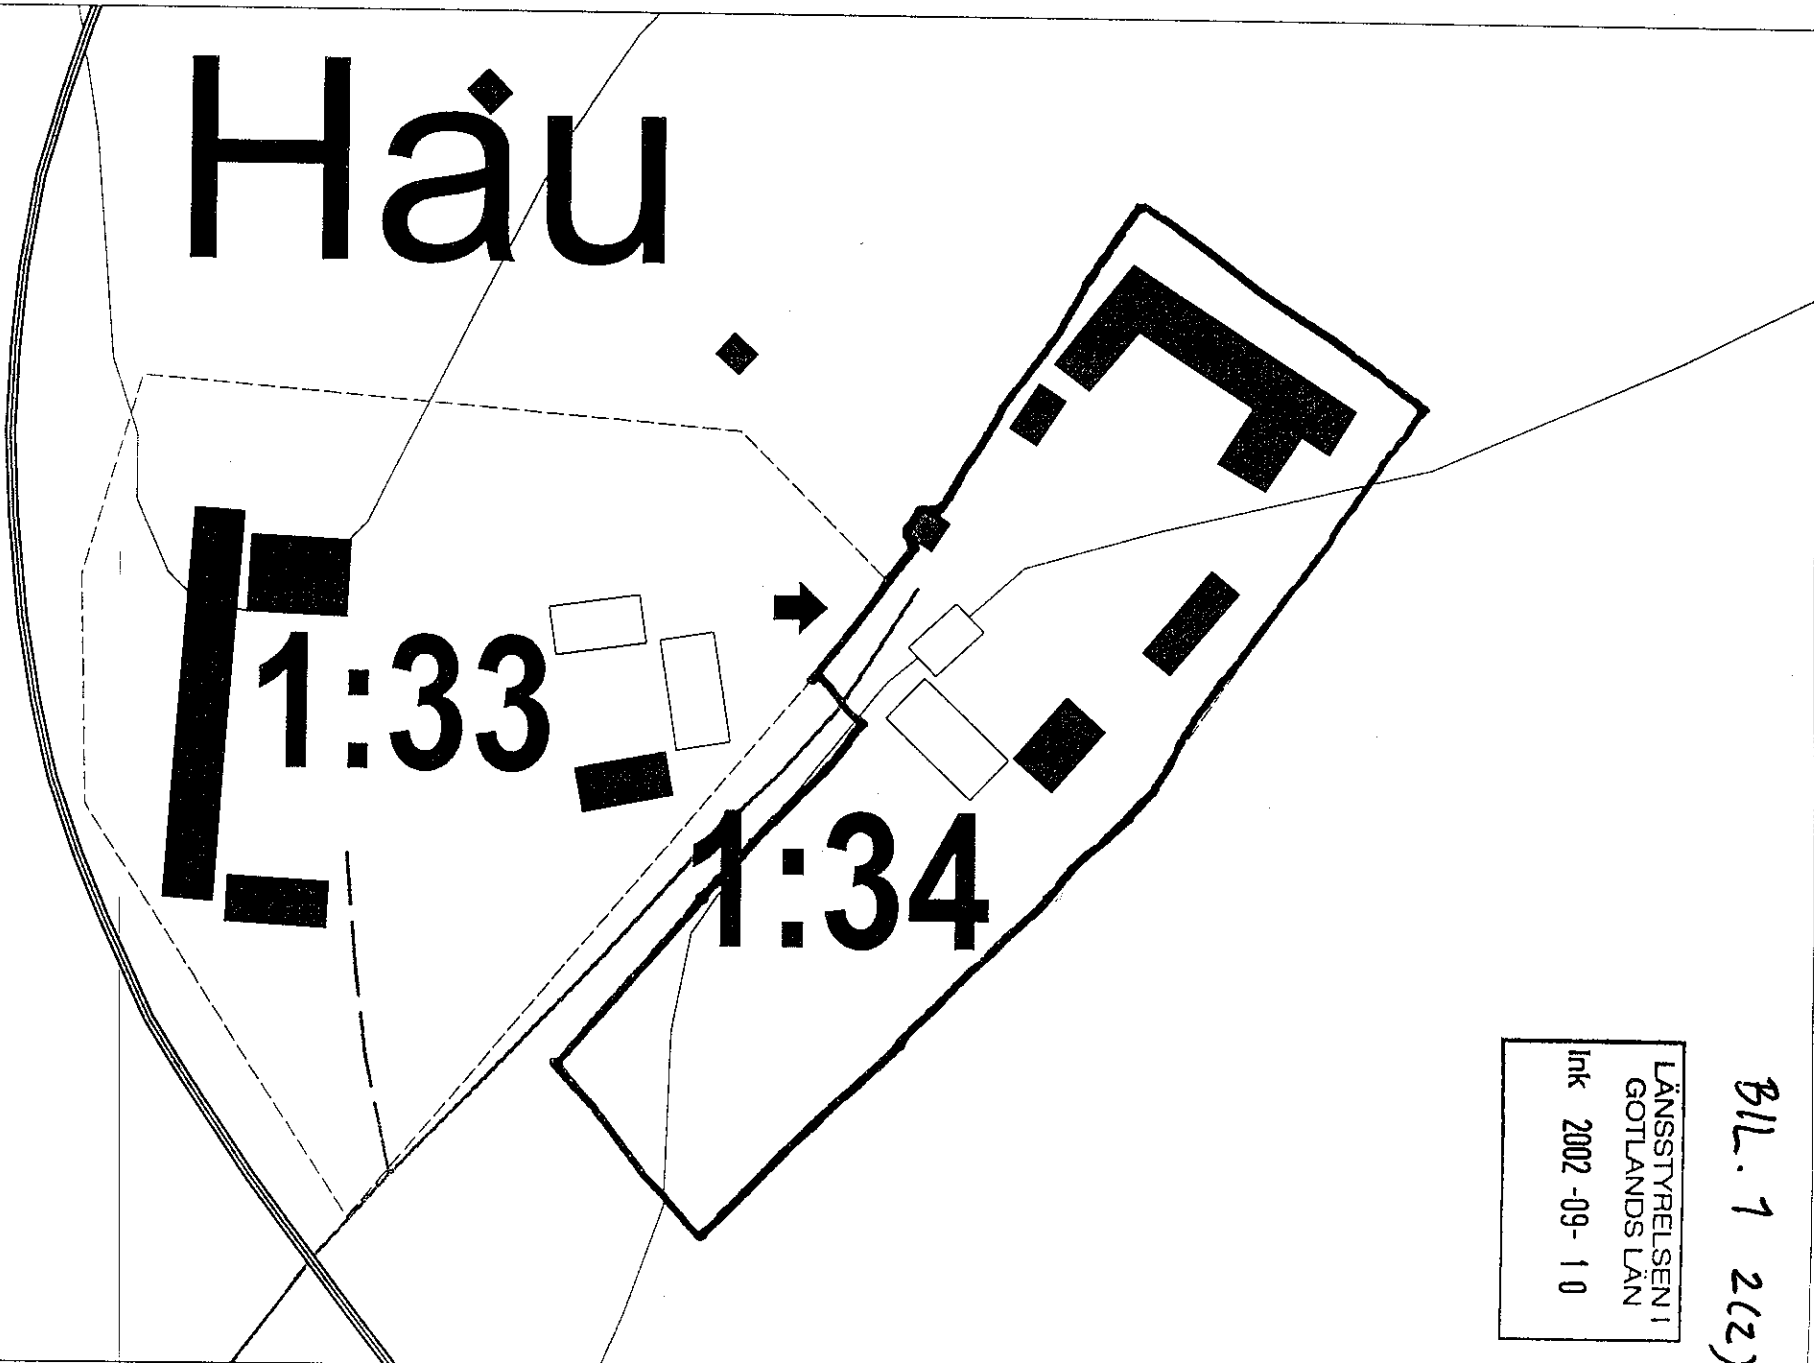 Hau
1:33
1:34
BIL. 1 2(2)
LÄNSSTYRELSEN I
GOTLANDS LÄN
Ink 2002-09-10